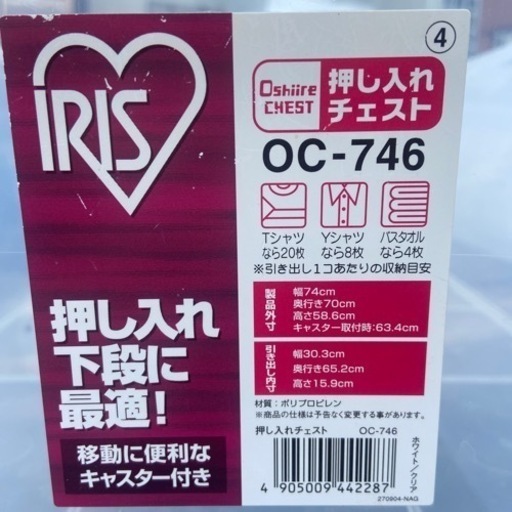 IRIS
押し入れ
下段に
最適!
移動に便利な
キャスター付き
④
Oshiire
CHEST
押し入れ
チェスト
OC-746
Tシャツ
なら20枚
Yシャツ
なら8枚
バスタオル
なら4枚
※引き出し1コあたりの収納目安
製品外寸
幅74cm
奥行き70cm
高さ58.6cm
キャスター取付時:63.4cm
引き出し内寸
幅30.3cm
奥行き65.2cm
高さ15.9cm
材質:ポリプロピレン
※商品の仕様は予告なく変更する事があります。
押し入れチェスト OC-746
4 905009 442287
ホワイト/クリア
270904-NAG